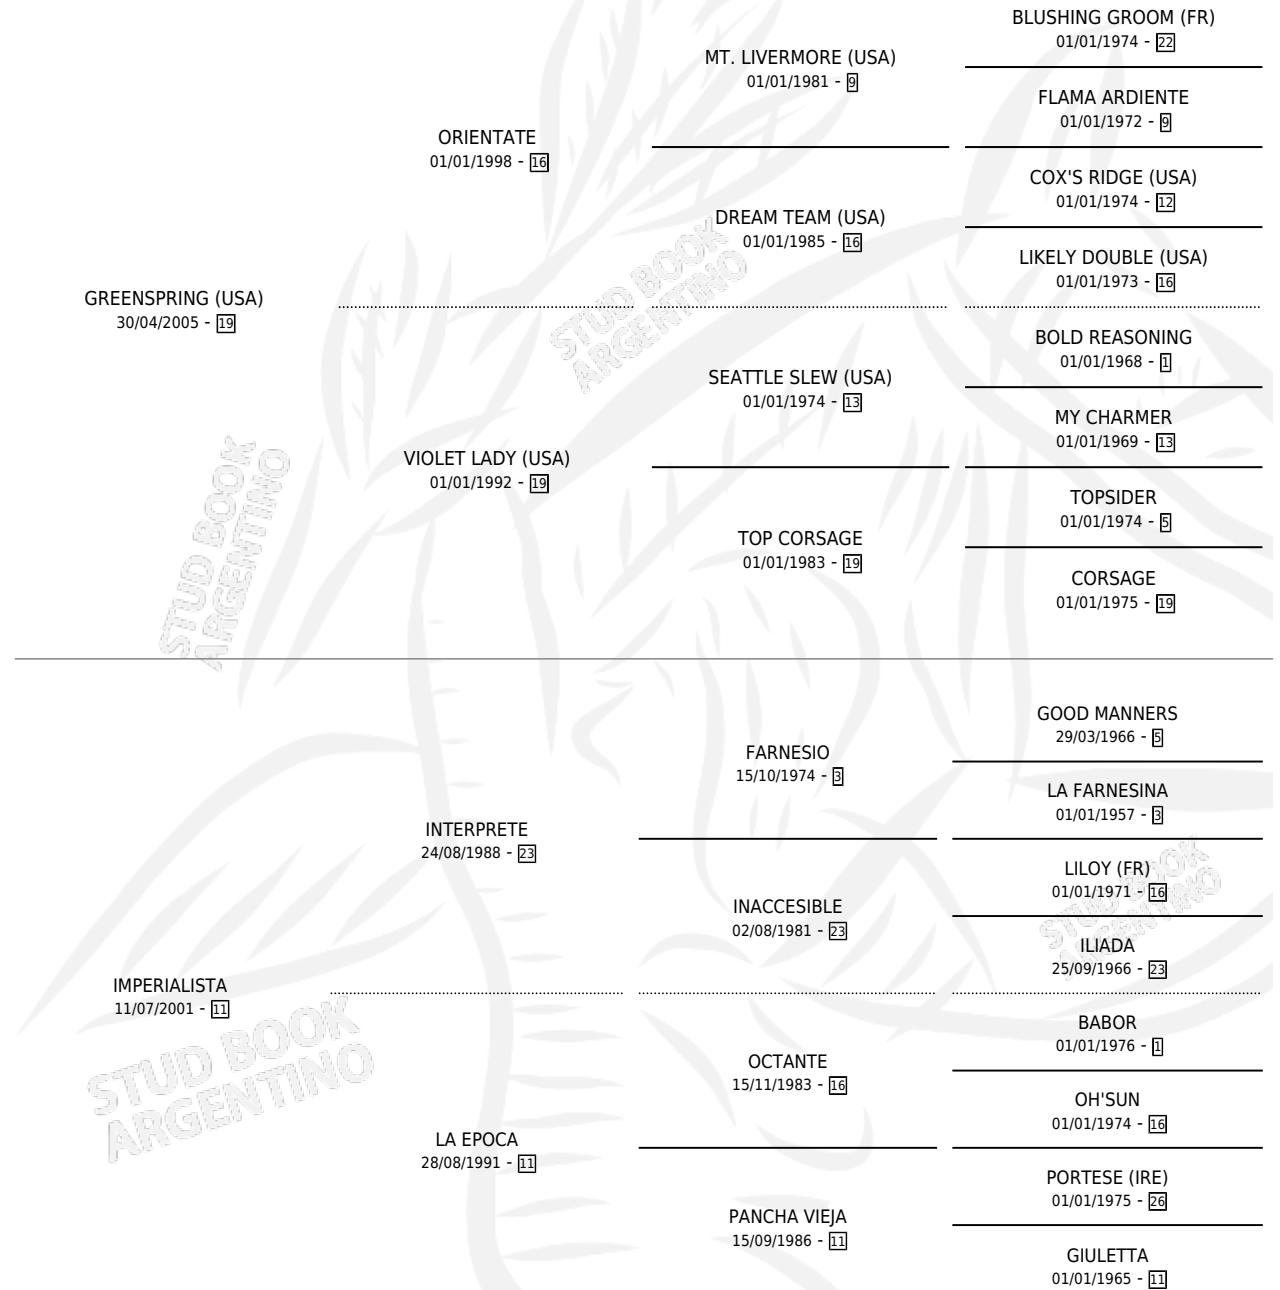 BLUSHING GROOM (FR)
01/01/1974 - 22
MT. LIVERMORE (USA)
01/01/1981 - 9
FLAMA ARDIENTE
01/01/1972 - 9
ORIENTATE
01/01/1998 - 16
COX'S RIDGE (USA)
01/01/1974 - 12
DREAM TEAM (USA)
01/01/1985 - 16
LIKELY DOUBLE (USA)
01/01/1973 - 16
GREENSPRING (USA)
30/04/2005 - 19
BOLD REASONING
01/01/1968 - 1
SEATTLE SLEW (USA)
01/01/1974 - 13
MY CHARMER
01/01/1969 - 13
VIOLET LADY (USA)
01/01/1992 - 19
TOPSIDER
01/01/1974 - 5
TOP CORSAGE
01/01/1983 - 19
CORSAGE
01/01/1975 - 19
GOOD MANNERS
29/03/1966 - 5
FARNESIO
15/10/1974 - 3
LA FARNESINA
01/01/1957 - 3
INTERPRETE
24/08/1988 - 23
LILOY (FR)
01/01/1971 - 16
INACCESIBLE
02/08/1981 - 23
ILIADA
25/09/1966 - 23
IMPERIALISTA
11/07/2001 - 11
BABOR
01/01/1976 - 1
OCTANTE
15/11/1983 - 16
OH'SUN
01/01/1974 - 16
LA EPOCA
28/08/1991 - 11
PORTESE (IRE)
01/01/1975 - 26
PANCHA VIEJA
15/09/1986 - 11
GIULETTA
01/01/1965 - 11
STUD BOOK
ARGENTINO
STUD BOOK
ARGENTINO
STUD BOOK
ARGENTINO
STUD BOOK
ARGENTINO